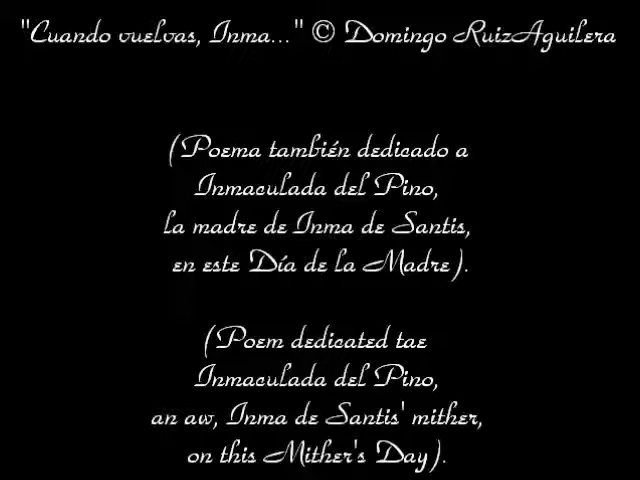 "Cuando vuelvas, Inma..." © Domingo RuizAguilera
(Poema también dedicado a
Inmaculada del Pino,
la madre de Inma de Santis,
en este Día de la Madre).
(Poem dedicated tae
Inmaculada del Pino,
an aw, Inma de Santis' mither,
on this Mither's Day).